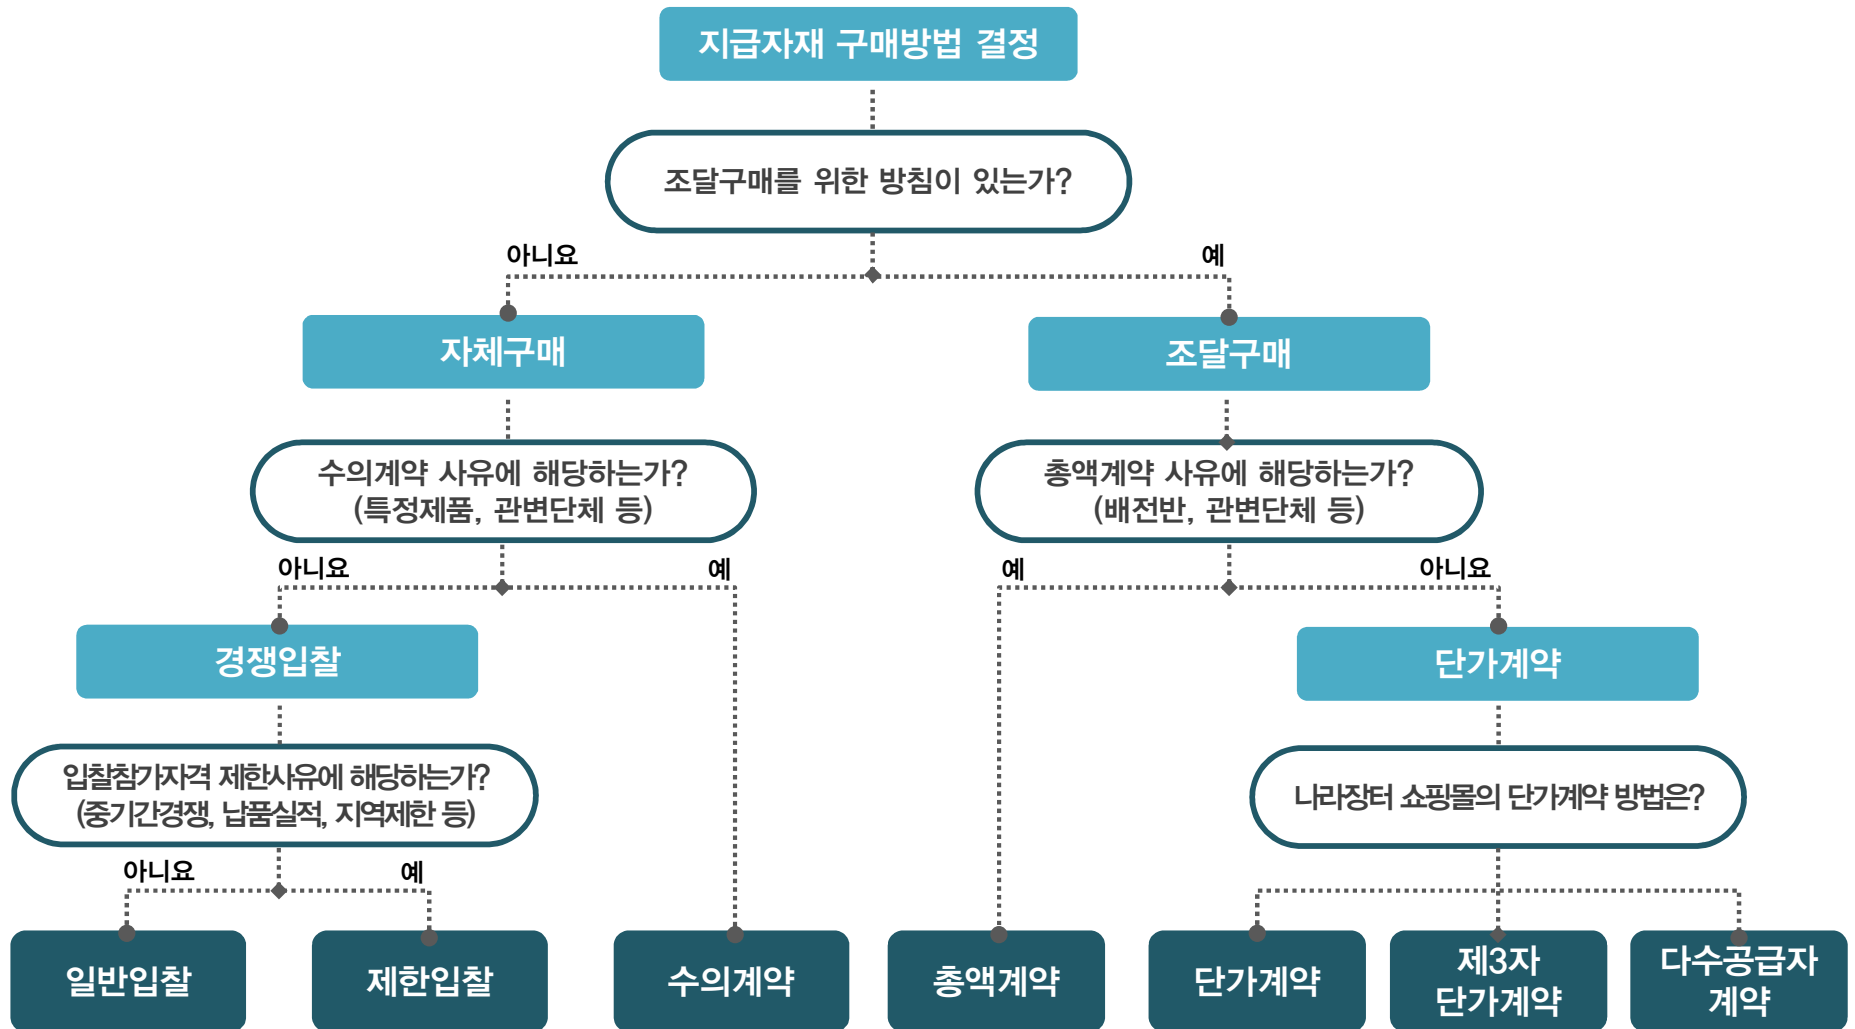 지급자재 구매방법 결정
조달구매를 위한 방침이 있는가?
아니요
예
자체구매
조달구매
수의계약 사유에 해당하는가?
(특정제품, 관변단체 등)
총액계약 사유에 해당하는가?
(배전반, 관변단체 등)
아니요
예
예
아니요
경쟁입찰
단가계약
입찰참가자격 제한사유에 해당하는가?
(중기간경쟁, 납품실적, 지역제한 등)
나라장터 쇼핑몰의 단가계약 방법은?
아니요
예
일반입찰
제한입찰
수의계약
총액계약
단가계약
제3자
단가계약
다수공급자
계약